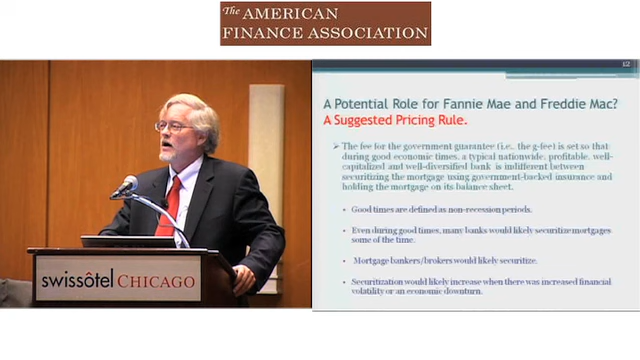 The AMERICAN
FINANCE ASSOCIATION
12
A Potential Role for Fannie Mae and Freddie Mac?
A Suggested Pricing Rule.
The fee for the government guarantee (i.e., the g-fee) is set so that
during good economic times, a typical nationwide, profitable, well-
capitalized and well-diversified bank is indifferent between
securitizing the mortgage using government-backed insurance and
holding the mortgage on its balance sheet.
• Good times are defined as non-recession periods.
• Even during good times, many banks would likely securitize mortgages
some of the time.
• Mortgage bankers/brokers would likely securitize.
• Securitization would likely increase when there was increased financial
volatility or an economic downturn.
swissôtel CHICAGO